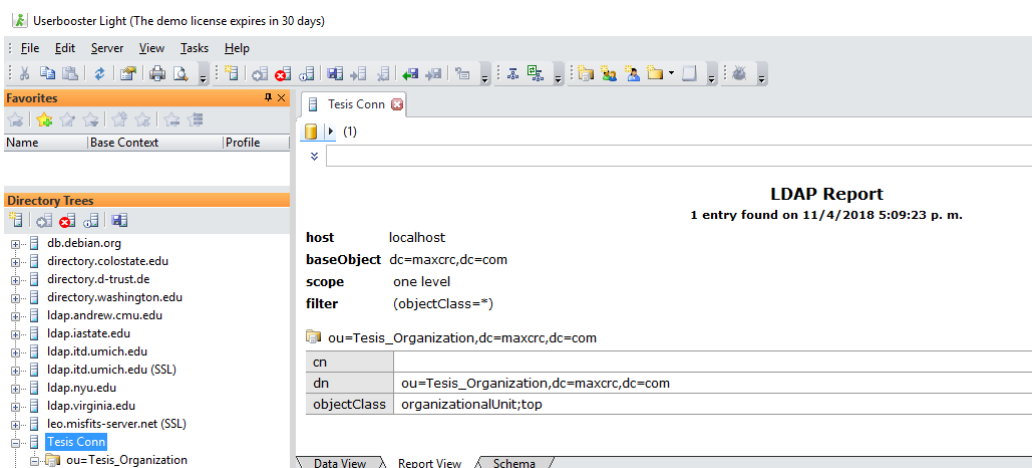 Userbooster Light (The demo license expires in 30 days)
File Edit Server View Tasks Help
Favorites
Name Base Context Profile
Directory Trees
db.debian.org
directory.colostate.edu
directory.d-trust.de
directory.washington.edu
ldap.andrew.cmu.edu
ldap.iastate.edu
ldap.itd.umich.edu
ldap.itd.umich.edu (SSL)
ldap.nyu.edu
ldap.virginia.edu
leo.misfits-server.net (SSL)
Tesis Conn
ou=Tesis_Organization
Tesis Conn
(1)
LDAP Report
1 entry found on 11/4/2018 5:09:23 p. m.
host localhost
baseObject dc=maxcrc,dc=com
scope one level
filter (objectClass=*)
ou=Tesis_Organization,dc=maxcrc,dc=com
cn
dn ou=Tesis_Organization,dc=maxcrc,dc=com
objectClass organizationalUnit;top
Data View Report View Schema